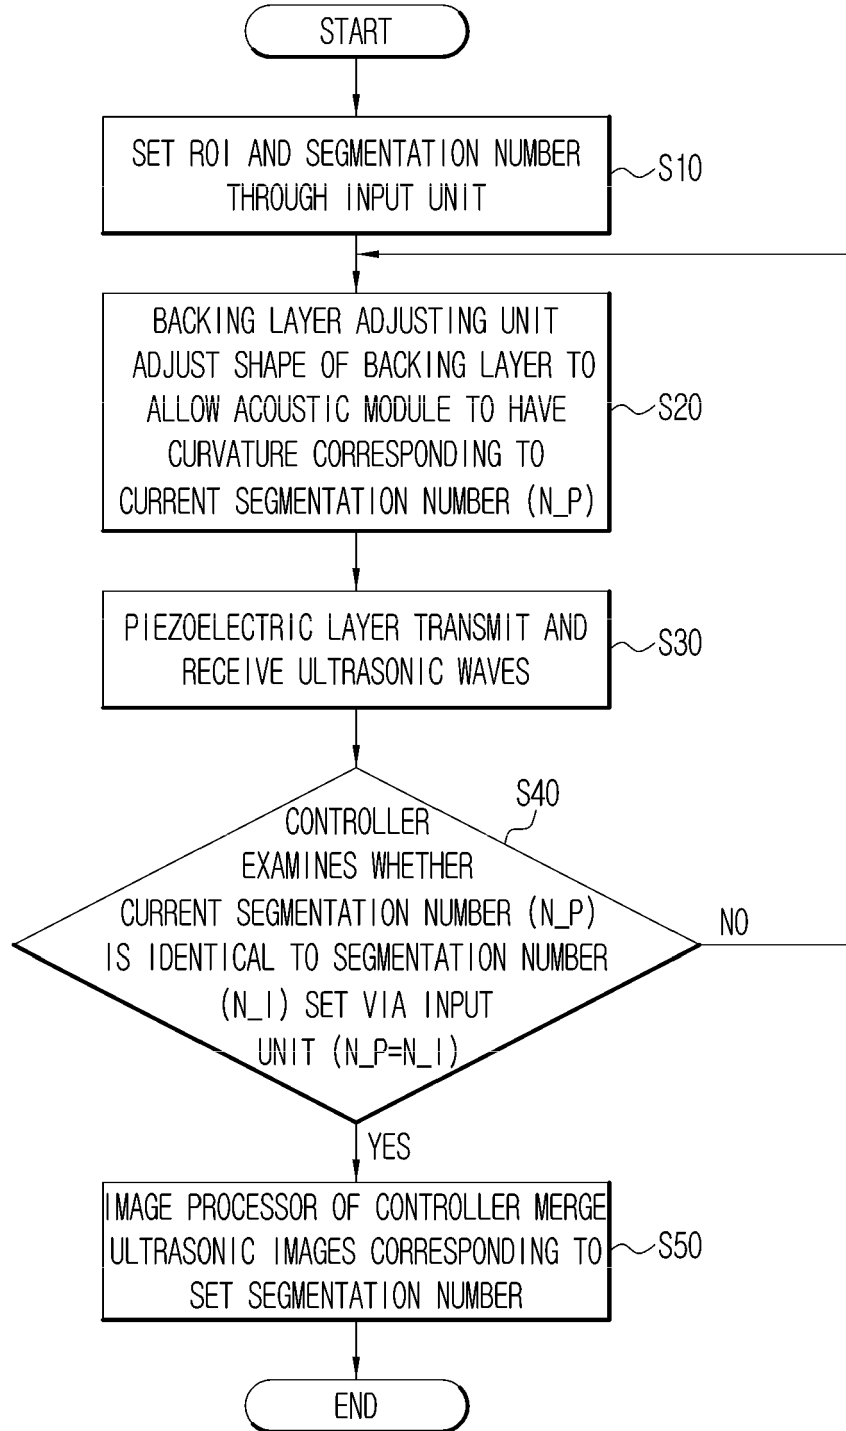 START
SET ROI AND SEGMENTATION NUMBER
THROUGH INPUT UNIT
S10
BACKING LAYER ADJUSTING UNIT
ADJUST SHAPE OF BACKING LAYER TO
ALLOW ACOUSTIC MODULE TO HAVE
CURVATURE CORRESPONDING TO
CURRENT SEGMENTATION NUMBER (N_P)
S20
PIEZOELECTRIC LAYER TRANSMIT AND
RECEIVE ULTRASONIC WAVES
S30
S40
CONTROLLER
EXAMINES WHETHER
CURRENT SEGMENTATION NUMBER (N_P)
IS IDENTICAL TO SEGMENTATION NUMBER
(N_I) SET VIA INPUT
UNIT (N_P=N_I)
NO
YES
IMAGE PROCESSOR OF CONTROLLER MERGE
ULTRASONIC IMAGES CORRESPONDING TO
SET SEGMENTATION NUMBER
S50
END